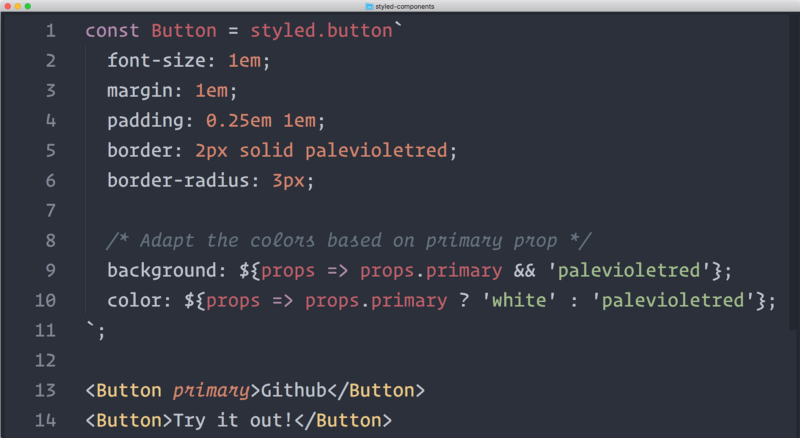 styled-components
1 const Button = styled.button`
2   font-size: 1em;
3   margin: 1em;
4   padding: 0.25em 1em;
5   border: 2px solid palevioletred;
6   border-radius: 3px;
7
8   /* Adapt the colors based on primary prop */
9   background: ${props => props.primary && 'palevioletred'};
10   color: ${props => props.primary ? 'white' : 'palevioletred'};
11 `;
12
13 <Button primary>Github</Button>
14 <Button>Try it out!</Button>